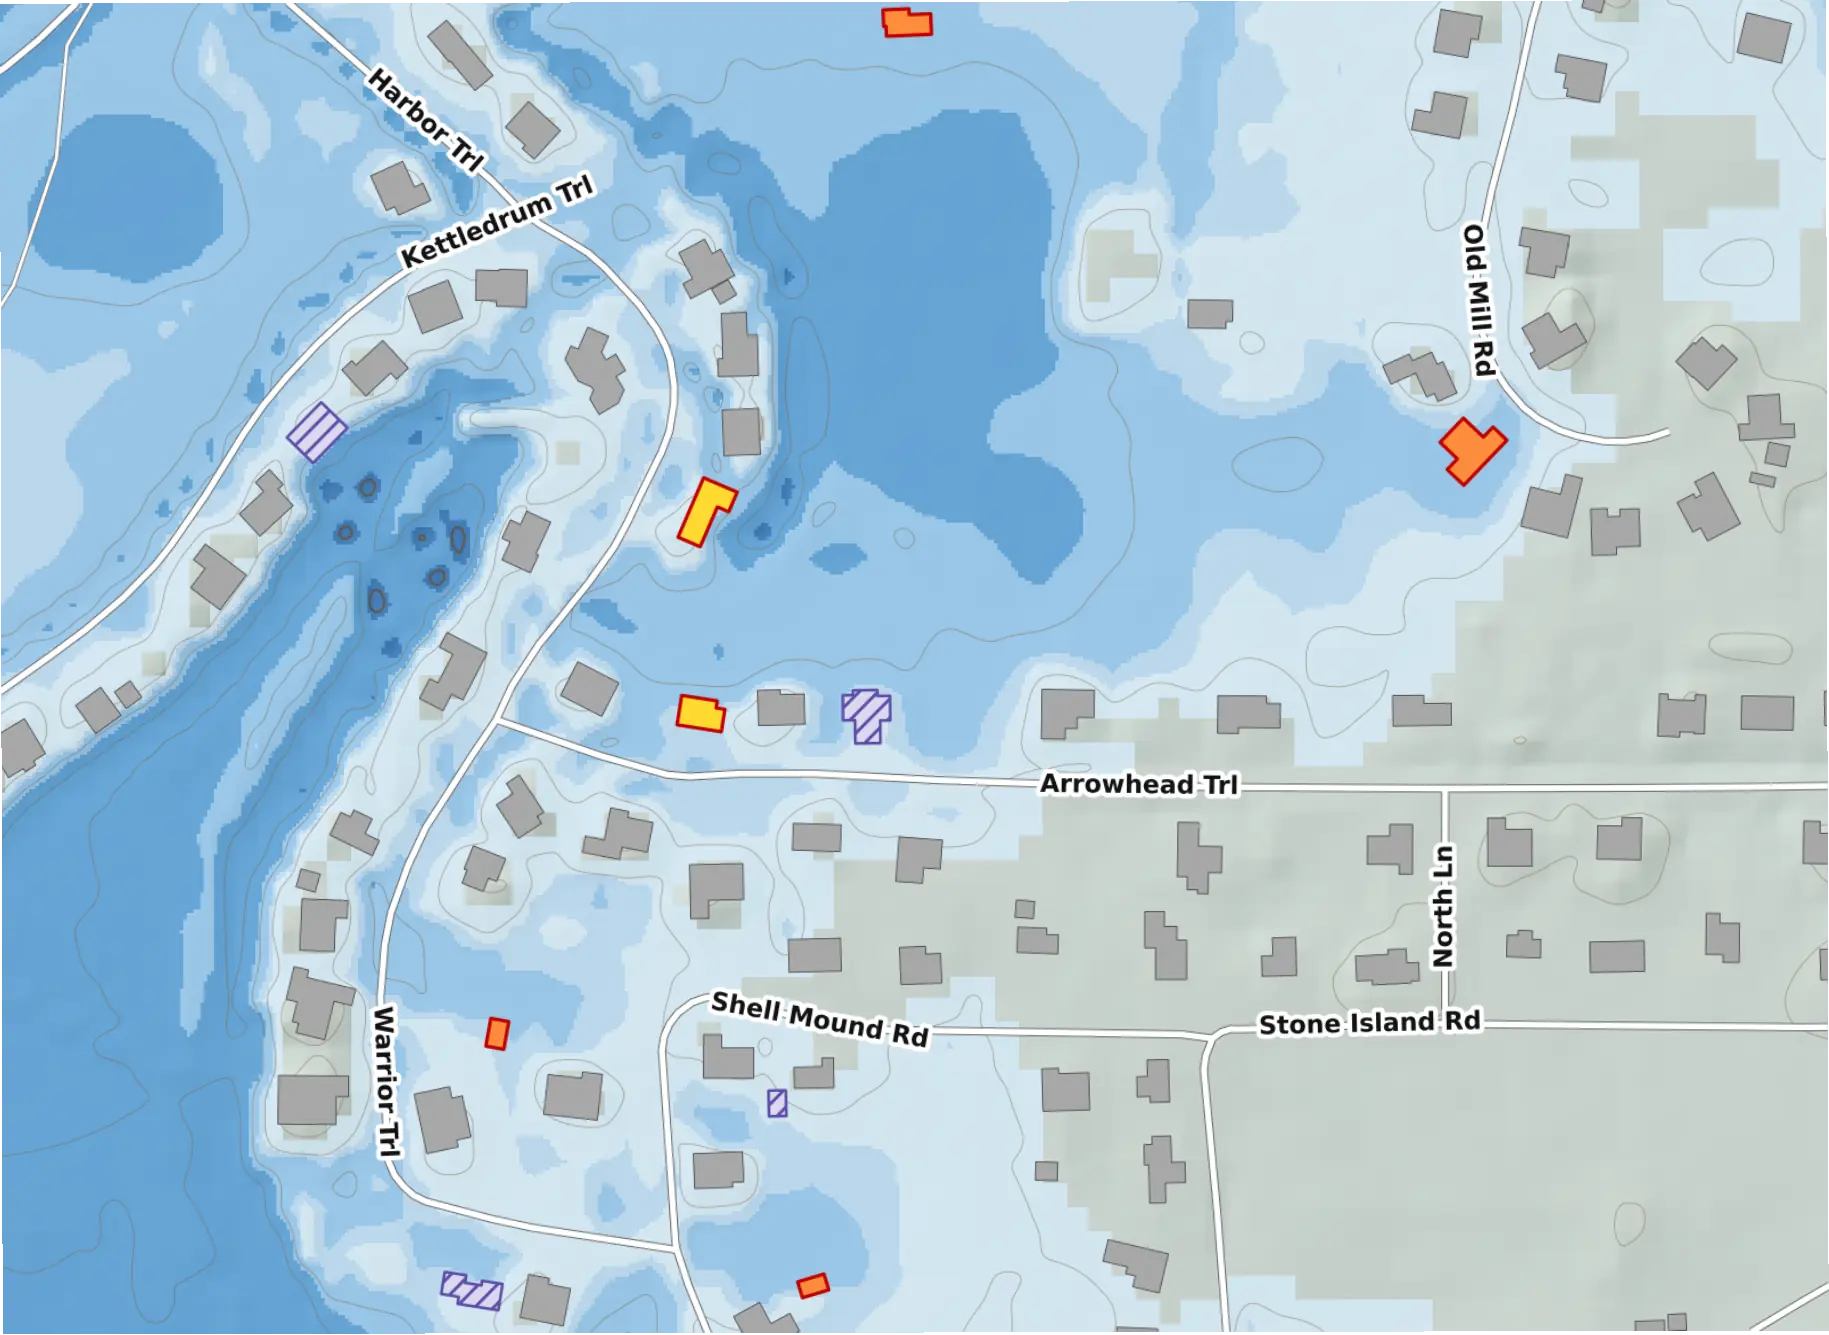 Harbor Trl
Kettledrum Trl
Old Mill Rd
Arrowhead Trl
North Ln
Shell Mound Rd
Stone Island Rd
Warrior Trl